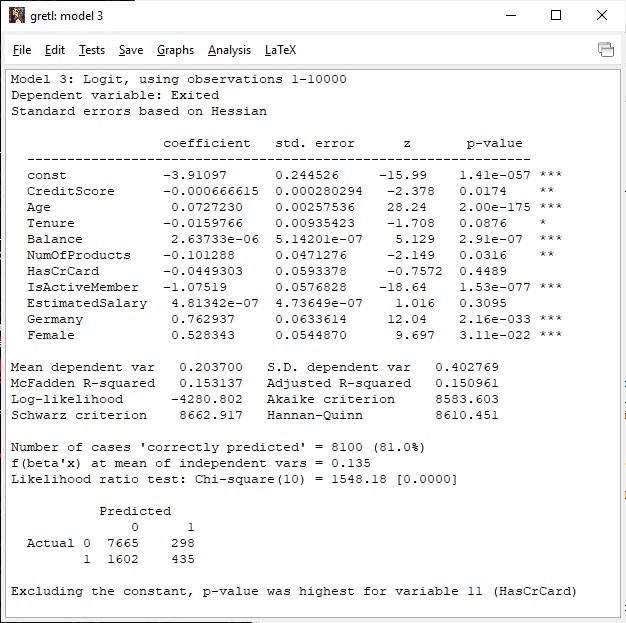 gretl: model 3
File Edit Tests Save Graphs Analysis LaTeX
Model 3: Logit, using observations 1-10000
Dependent variable: Exited
Standard errors based on Hessian
coefficient std. error z p-value
---------------------------------------------------------------
const -3.91097 0.244526 -15.99 1.41e-057 ***
CreditScore -0.000666615 0.000280294 -2.378 0.0174 **
Age 0.0727230 0.00257536 28.24 2.00e-175 ***
Tenure -0.0159766 0.00935423 -1.708 0.0876 *
Balance 2.63733e-06 5.14201e-07 5.129 2.91e-07 ***
NumOfProducts -0.101288 0.0471276 -2.149 0.0316 **
HasCrCard -0.0449303 0.0593378 -0.7572 0.4489
IsActiveMember -1.07519 0.0576828 -18.64 1.53e-077 ***
EstimatedSalary 4.81342e-07 4.73649e-07 1.016 0.3095
Germany 0.762937 0.0633614 12.04 2.16e-033 ***
Female 0.528343 0.0544870 9.697 3.11e-022 ***
Mean dependent var 0.203700 S.D. dependent var 0.402769
McFadden R-squared 0.153137 Adjusted R-squared 0.150961
Log-likelihood -4280.802 Akaike criterion 8583.603
Schwarz criterion 8662.917 Hannan-Quinn 8610.451
Number of cases 'correctly predicted' = 8100 (81.0%)
f(beta'x) at mean of independent vars = 0.135
Likelihood ratio test: Chi-square(10) = 1548.18 [0.0000]
Predicted
0 1
Actual 0 7665 298
1 1602 435
Excluding the constant, p-value was highest for variable 11 (HasCrCard)